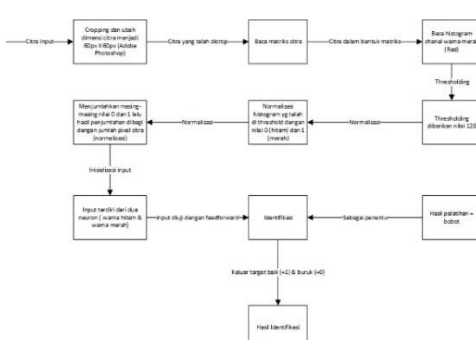 Citra Input
Cropping dan ubah
dimensi citra menjadi
60px X 60px (Adobe
Photoshop)
Citra yang telah dicrop
Baca matriks citra
Citra dalam bentuk matriks
Baca histogram
chanel warna merah
(Red)
Thresholding
Thresholding
diberikan nilai 120
Normalisasi
Normalisasi
histogram yg telah
di threshold dengan
nilai 0 (hitam) dan 1
(merah)
Normalisasi
Menjumlahkan masing-
masing nilai 0 dan 1 lalu
hasil penjumlahan dibagi
dengan jumlah pixel citra
(normalisasi)
Inisialisasi input
Input terdiri dari dua
neuron ( warna hitam &
warna merah)
Input diuji dengan feedforward
Identifikasi
Sebagai penentu
Hasil pelatihan =
bobot
Keluar target baik (=1) & buruk (=0)
Hasil Identifikasi